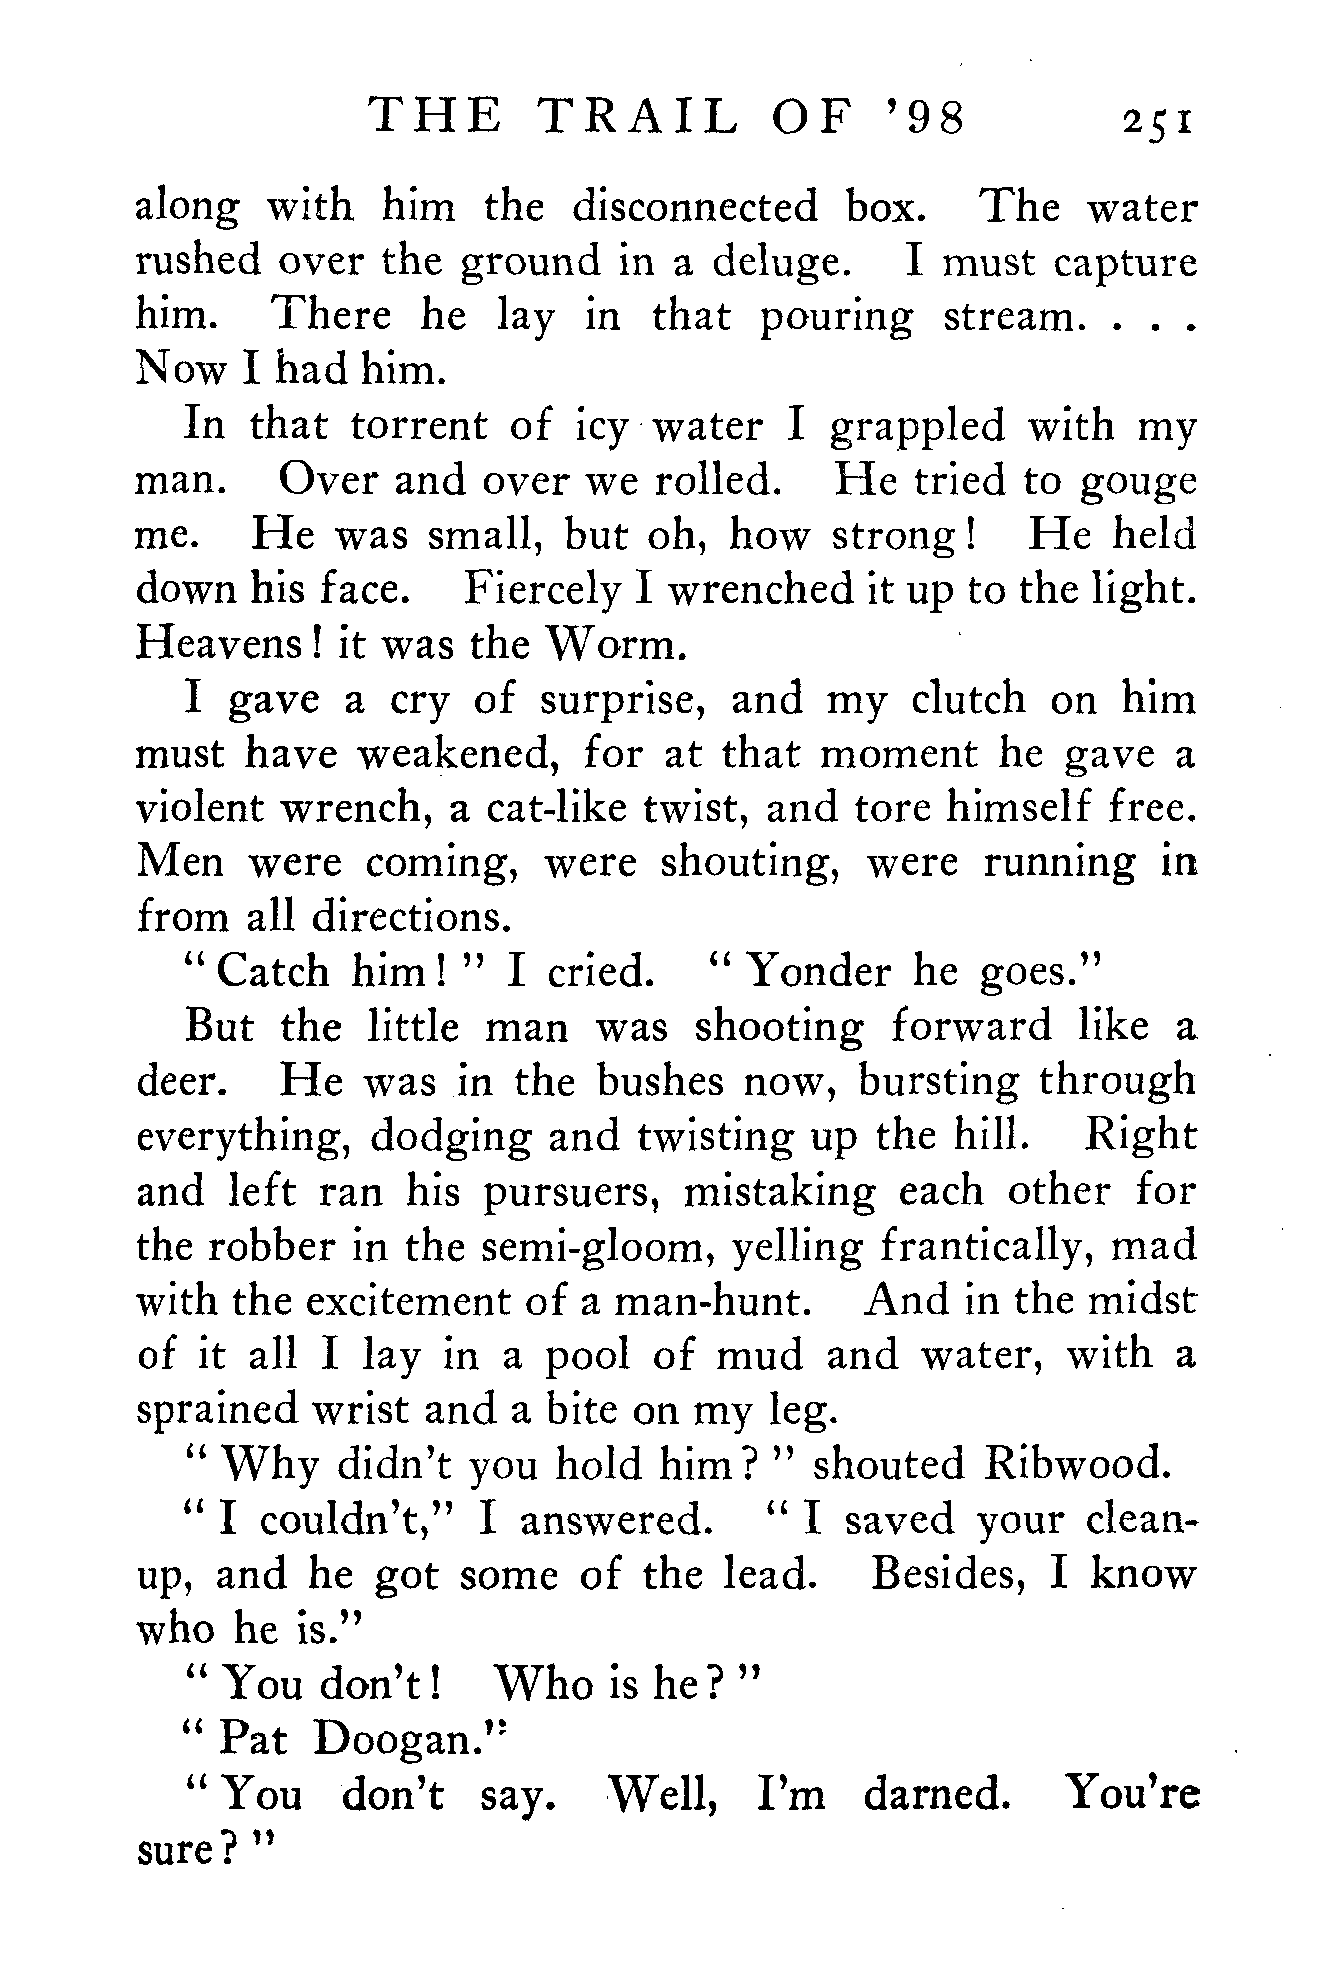 THE TRAIL OF '98 251
along with him the disconnected box. The water
rushed over the ground in a deluge. I must capture
him. There he lay in that pouring stream. . . .
Now I had him.
In that torrent of icy water I grappled with my
man. Over and over we rolled. He tried to gouge
me. He was small, but oh, how strong! He held
down his face. Fiercely I wrenched it up to the light.
Heavens! it was the Worm.
I gave a cry of surprise, and my clutch on him
must have weakened, for at that moment he gave a
violent wrench, a cat-like twist, and tore himself free.
Men were coming, were shouting, were running in
from all directions.
"Catch him!" I cried. "Yonder he goes."
But the little man was shooting forward like a
deer. He was in the bushes now, bursting through
everything, dodging and twisting up the hill. Right
and left ran his pursuers, mistaking each other for
the robber in the semi-gloom, yelling frantically, mad
with the excitement of a man-hunt. And in the midst
of it all I lay in a pool of mud and water, with a
sprained wrist and a bite on my leg.
"Why didn't you hold him?" shouted Ribwood.
"I couldn't," I answered. "I saved your clean-
up, and he got some of the lead. Besides, I know
who he is."
"You don't! Who is he?"
"Pat Doogan."
"You don't say. Well, I'm darned. You're
sure?"